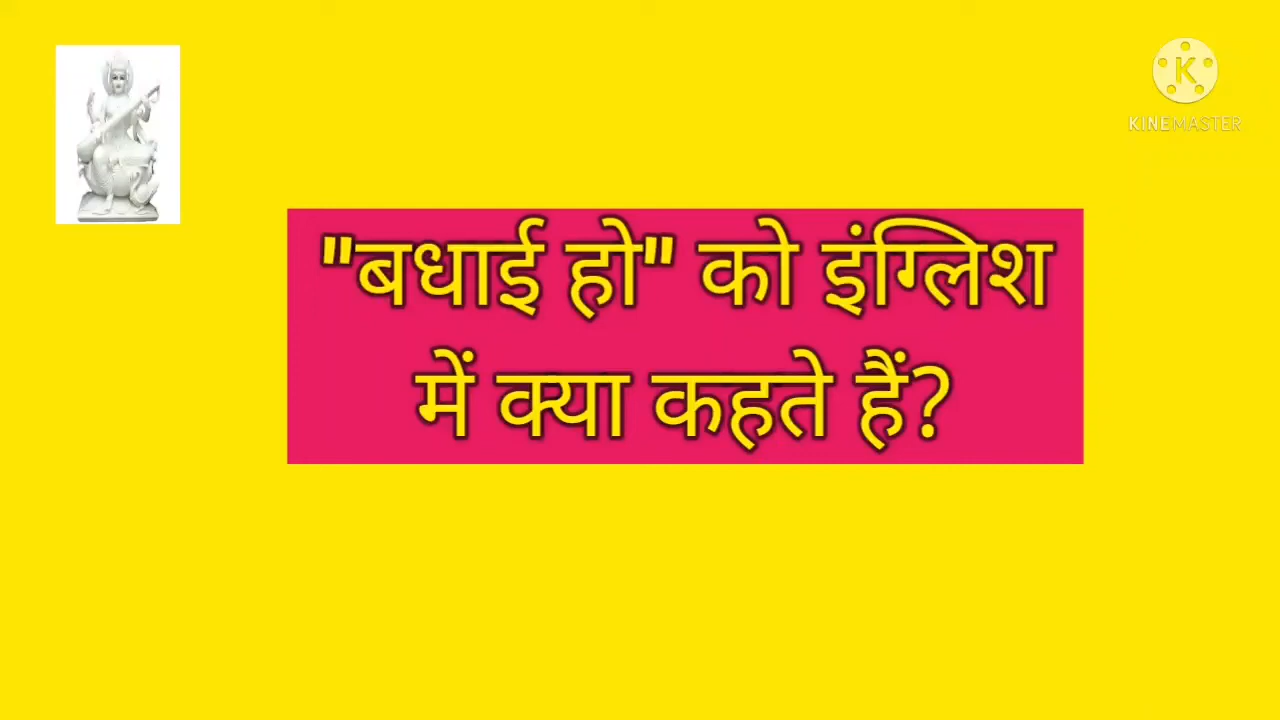 K
KINEMASTER
"बधाई हो" को इंग्लिश
में क्या कहते हैं?